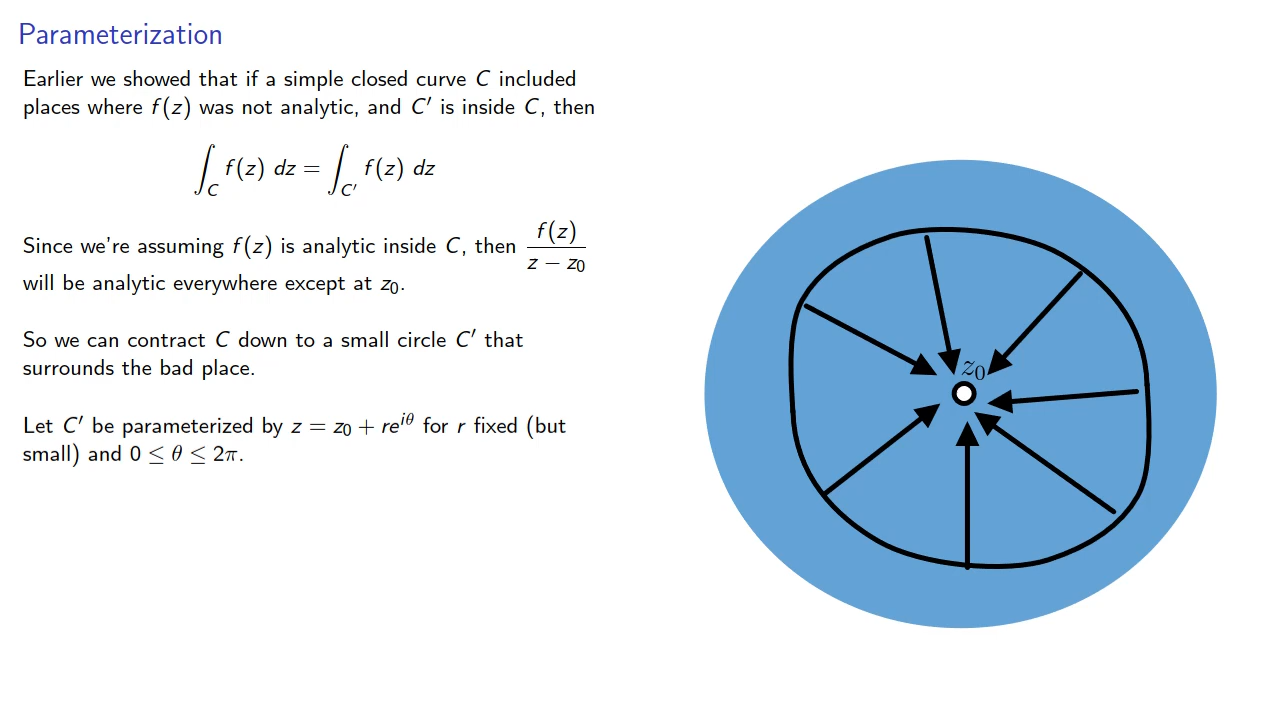 Parameterization
Earlier we showed that if a simple closed curve C included
places where f(z) was not analytic, and C′ is inside C, then
∫_C f(z) dz = ∫_C′ f(z) dz
Since we're assuming f(z) is analytic inside C, then f(z)/(z − z₀)
will be analytic everywhere except at z₀.
So we can contract C down to a small circle C′ that
surrounds the bad place.
Let C′ be parameterized by z = z₀ + re^{iθ} for r fixed (but
small) and 0 ≤ θ ≤ 2π.
z₀